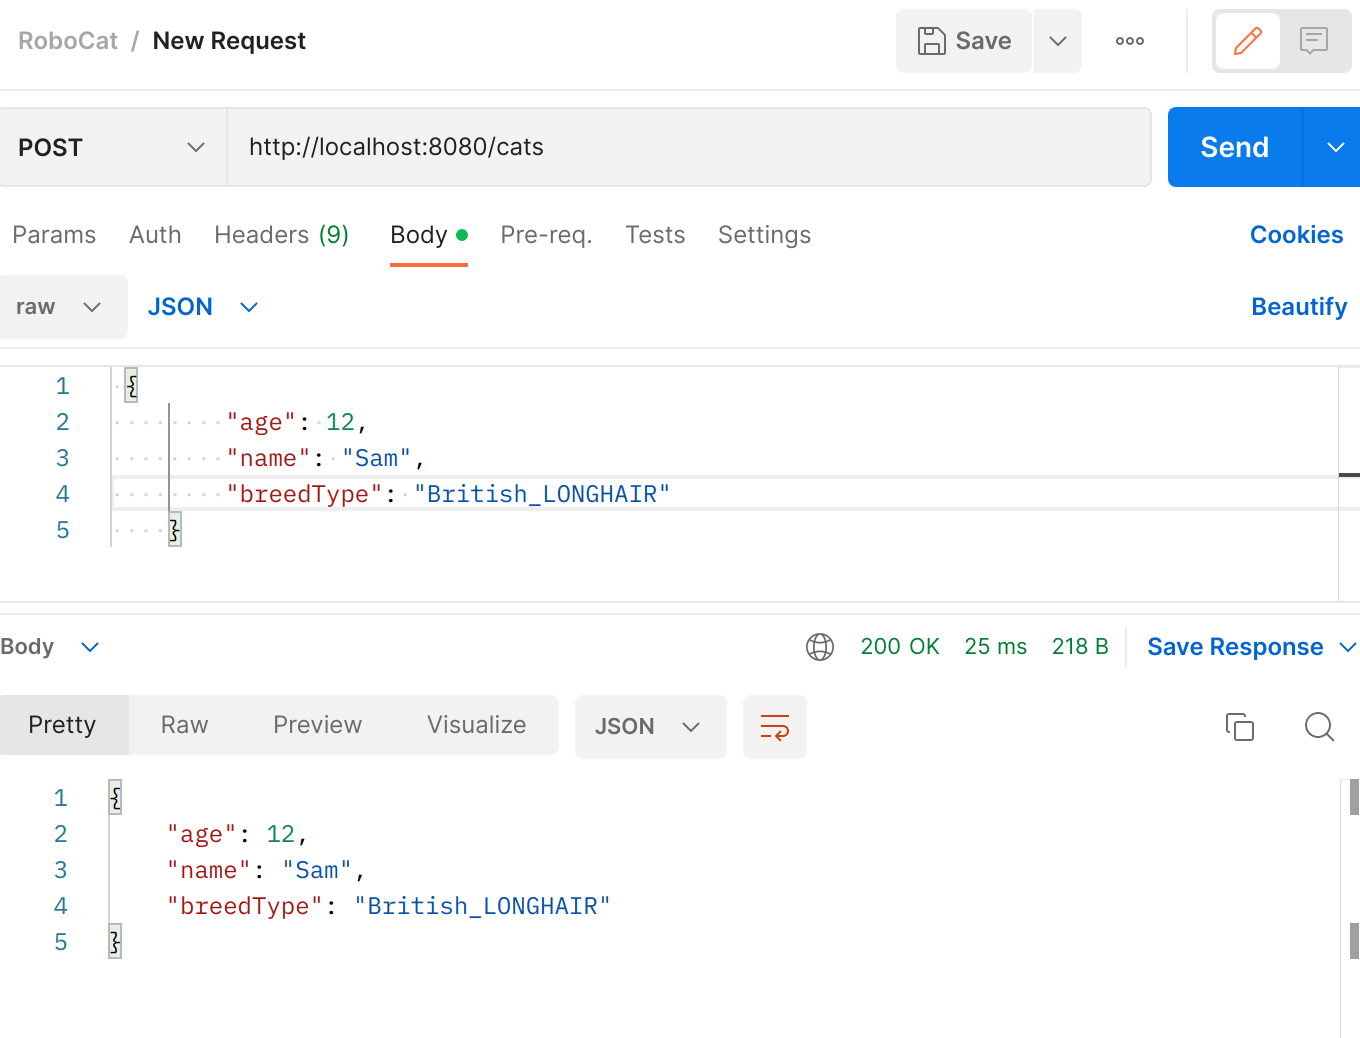 RoboCat / New Request
Save
POST
http://localhost:8080/cats
Send
Params Auth Headers (9) Body Pre-req. Tests Settings Cookies
raw JSON Beautify
1 {
2 "age": 12,
3 "name": "Sam",
4 "breedType": "British_LONGHAIR"
5 }
Body 200 OK 25 ms 218 B Save Response
Pretty Raw Preview Visualize JSON
1 {
2 "age": 12,
3 "name": "Sam",
4 "breedType": "British_LONGHAIR"
5 }